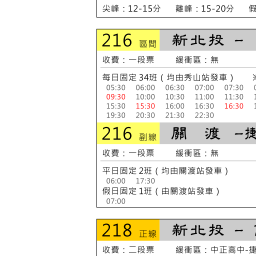 尖峰：12-15分 離峰：15-20分 假
216 區間 新北投 –
收費：一段票 緩衝區：無
每日固定 34班（均由秀山站發車）
05:30 06:00 06:30 07:00 07:30
09:30 10:00 10:30 11:00 11:30
15:30 15:30 16:00 16:30 16:30
19:30 20:30 21:30 22:30
216 副線 關 渡 –捷
收費：一段票 緩衝區：無
平日固定 2班（均由關渡站發車）
06:00 17:30
假日固定 1班（由關渡站發車）
07:00
218 正線 新北投 –
收費：二段票 緩衝區：中正高中-捷